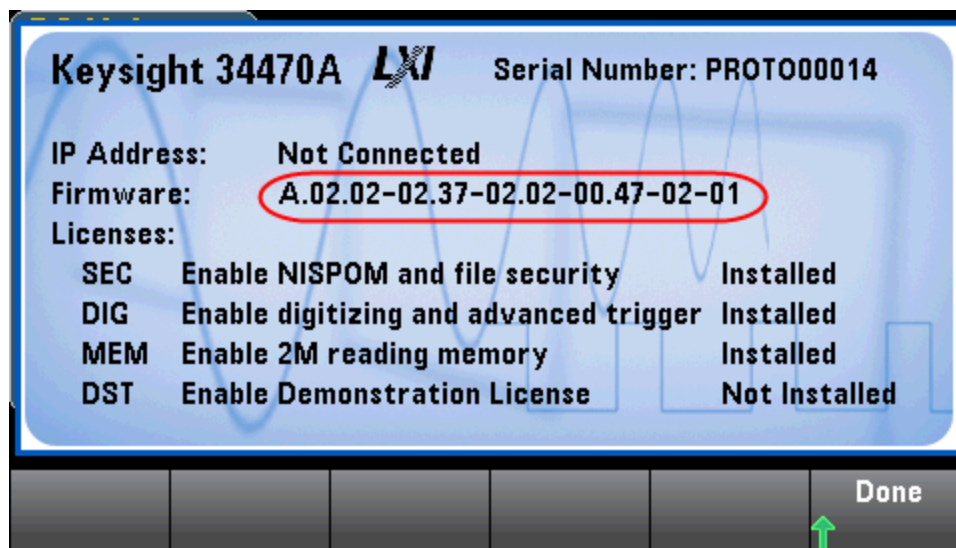 Keysight 34470A LXI Serial Number: PROTO00014
IP Address: Not Connected
Firmware: A.02.02-02.37-02.02-00.47-02-01
Licenses:
SEC Enable NISPOM and file security Installed
DIG Enable digitizing and advanced trigger Installed
MEM Enable 2M reading memory Installed
DST Enable Demonstration License Not Installed
Done